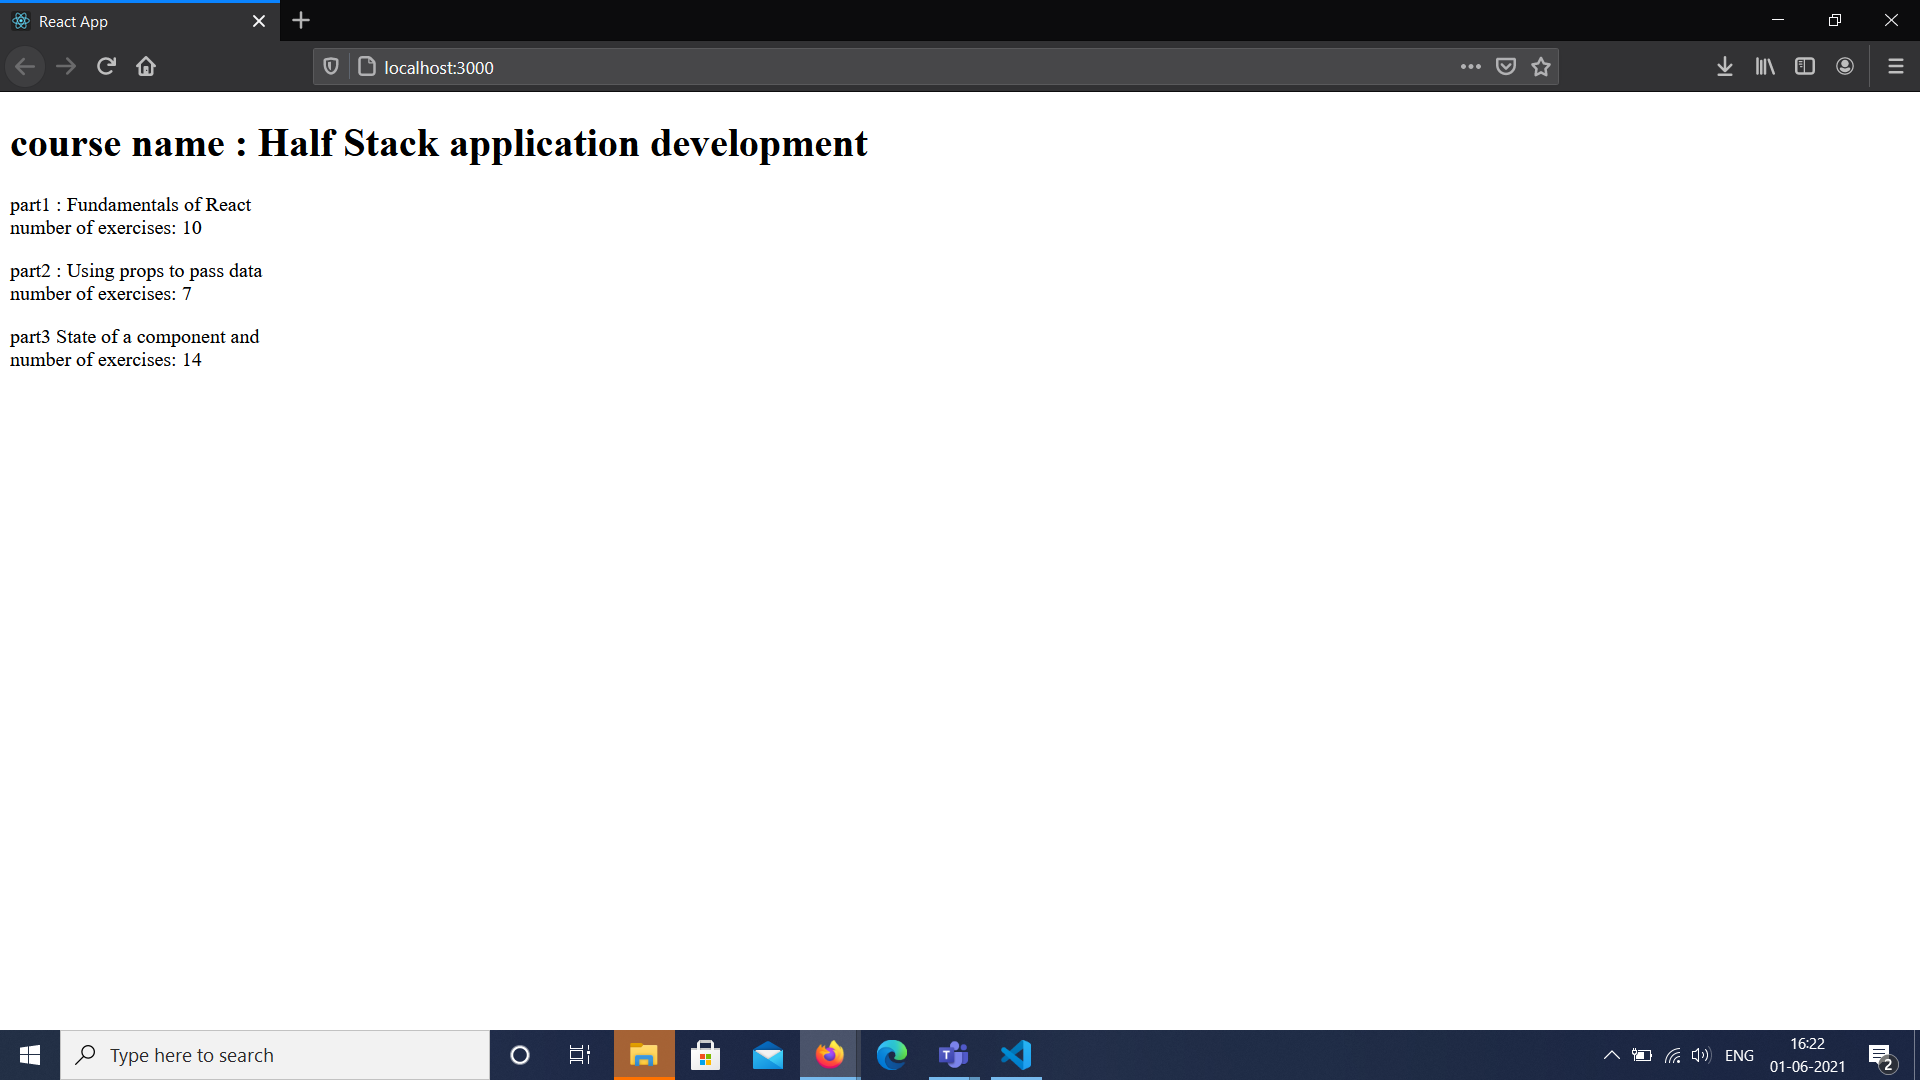 React App
localhost:3000
course name : Half Stack application development
part1 : Fundamentals of React
number of exercises: 10
part2 : Using props to pass data
number of exercises: 7
part3 State of a component and
number of exercises: 14
Type here to search
ENG
16:22
01-06-2021
2